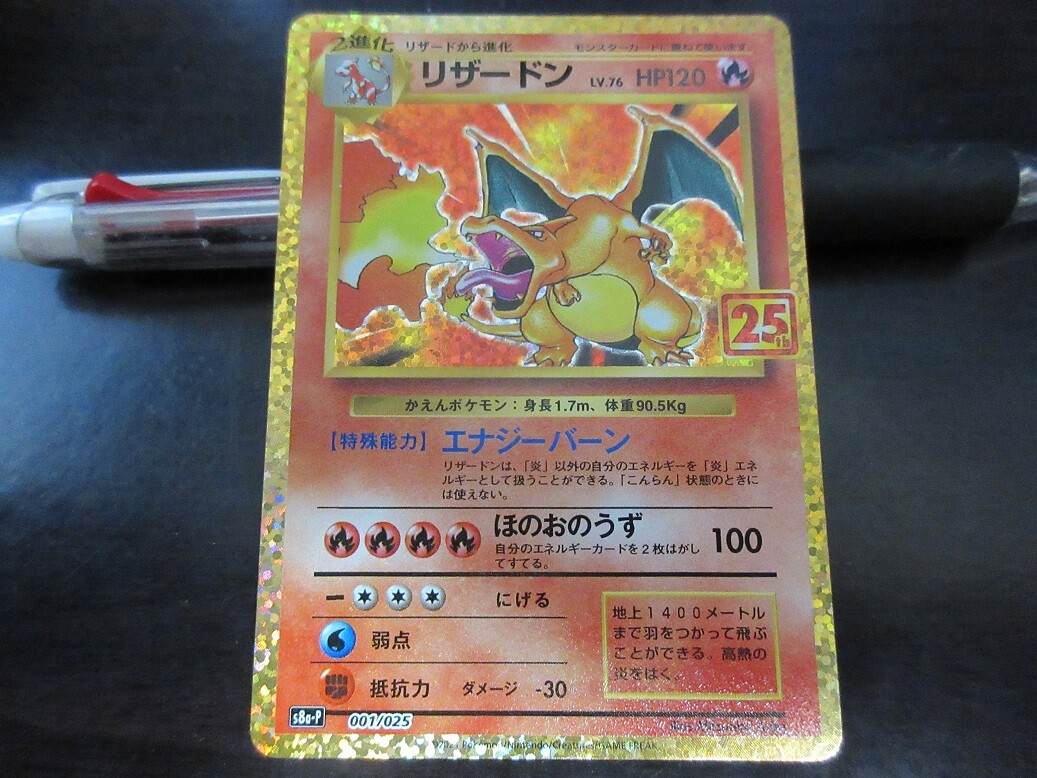 2進化 リザードから進化 モンスターカードに重ねて使います。
リザードン LV.76 HP120
25th
かえんポケモン：身長1.7m、体重90.5Kg
【特殊能力】 エナジーバーン
リザードンは、「炎」以外の自分のエネルギーを「炎」エネ
ルギーとして扱うことができる。「こんらん」状態のときに
は使えない。
ほのおのうず 100
自分のエネルギーカードを2枚はがし
てすてる。
ー にげる
弱点
抵抗力 ダメージ -30
地上1400メートル
まで羽をつかって飛ぶ
ことができる。高熱の
炎をはく。
s8a-P 001/025
©2021 Pokémon/Nintendo/Creatures/GAME FREAK